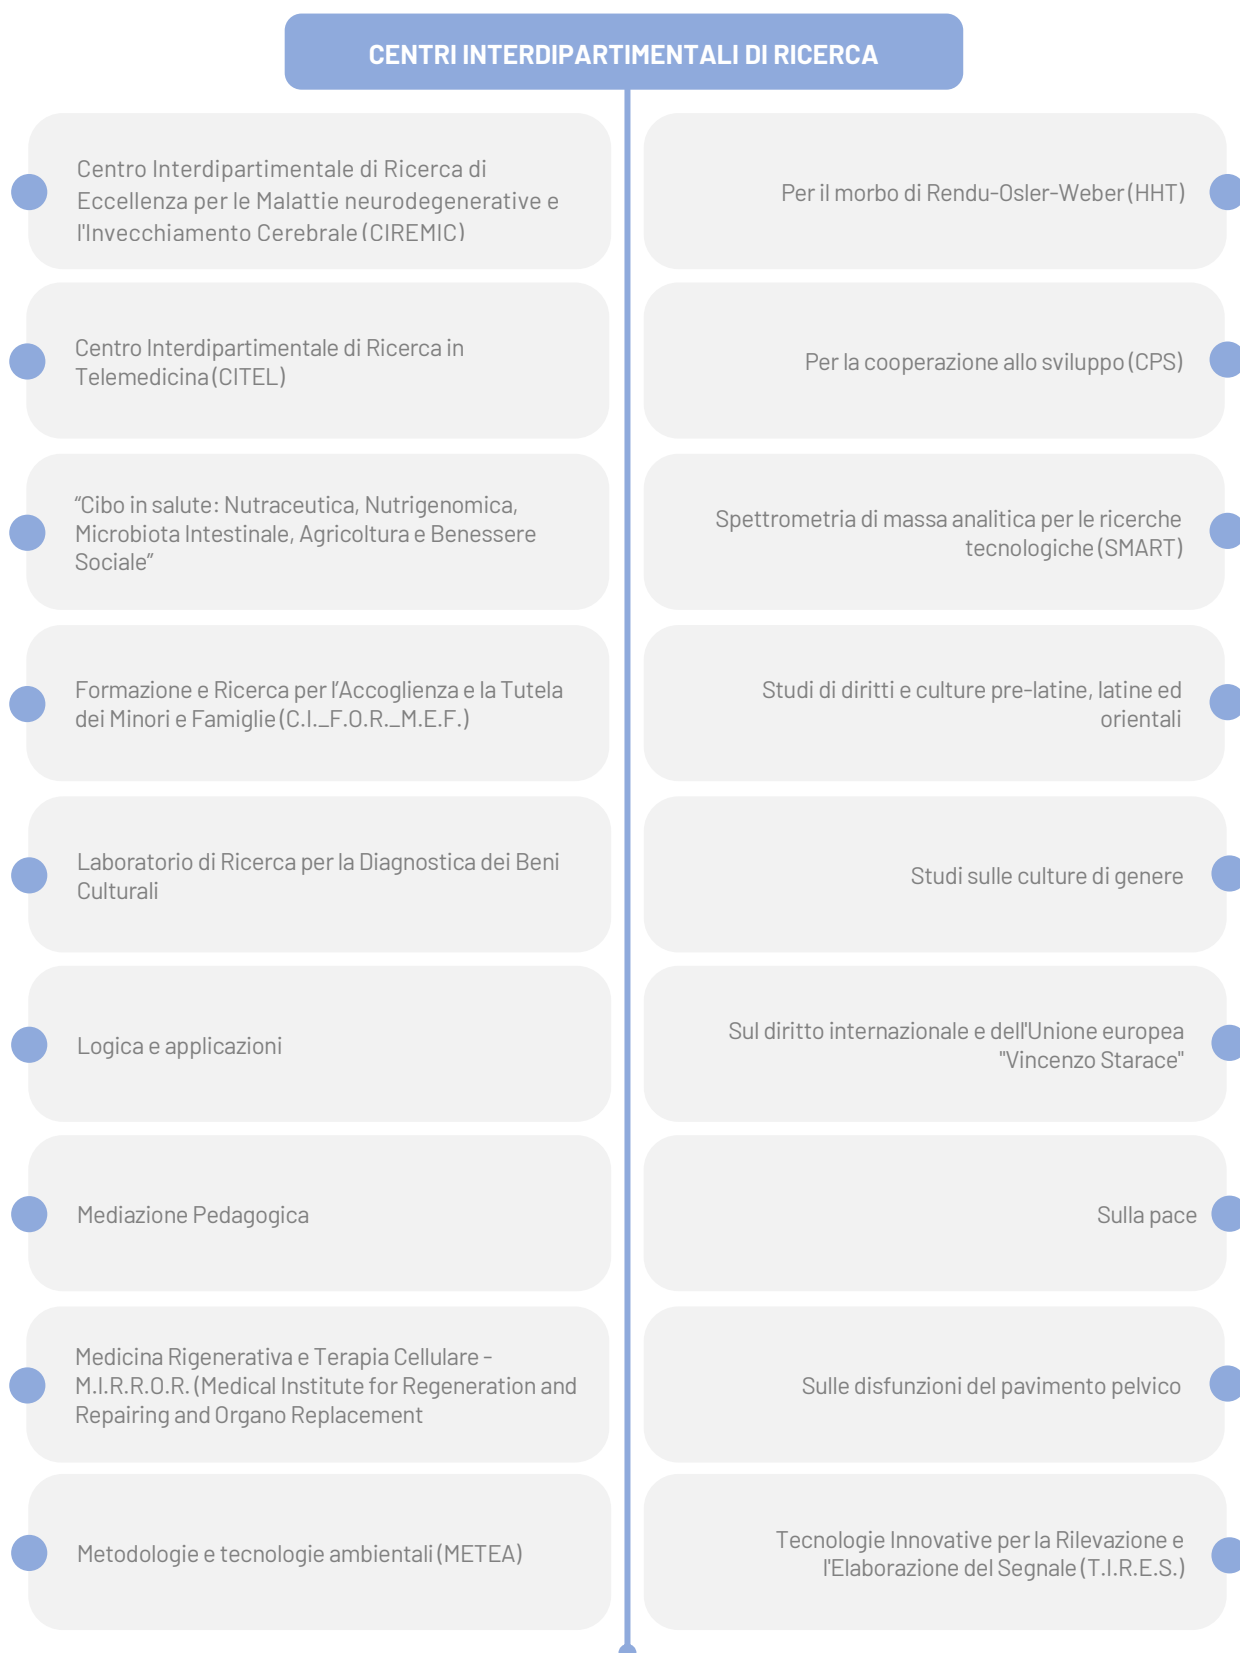 CENTRI INTERDIPARTIMENTALI DI RICERCA
Centro Interdipartimentale di Ricerca di
Eccellenza per le Malattie neurodegenerative e
l'Invecchiamento Cerebrale (CIREMIC)
Centro Interdipartimentale di Ricerca in
Telemedicina (CITEL)
“Cibo in salute: Nutraceutica, Nutrigenomica,
Microbiota Intestinale, Agricoltura e Benessere
Sociale”
Formazione e Ricerca per l’Accoglienza e la Tutela
dei Minori e Famiglie (C.I._F.O.R._M.E.F.)
Laboratorio di Ricerca per la Diagnostica dei Beni
Culturali
Logica e applicazioni
Mediazione Pedagogica
Medicina Rigenerativa e Terapia Cellulare -
M.I.R.R.O.R. (Medical Institute for Regeneration and
Repairing and Organo Replacement
Metodologie e tecnologie ambientali (METEA)
Per il morbo di Rendu-Osler-Weber (HHT)
Per la cooperazione allo sviluppo (CPS)
Spettrometria di massa analitica per le ricerche
tecnologiche (SMART)
Studi di diritti e culture pre-latine, latine ed
orientali
Studi sulle culture di genere
Sul diritto internazionale e dell'Unione europea
"Vincenzo Starace"
Sulla pace
Sulle disfunzioni del pavimento pelvico
Tecnologie Innovative per la Rilevazione e
l'Elaborazione del Segnale (T.I.R.E.S.)